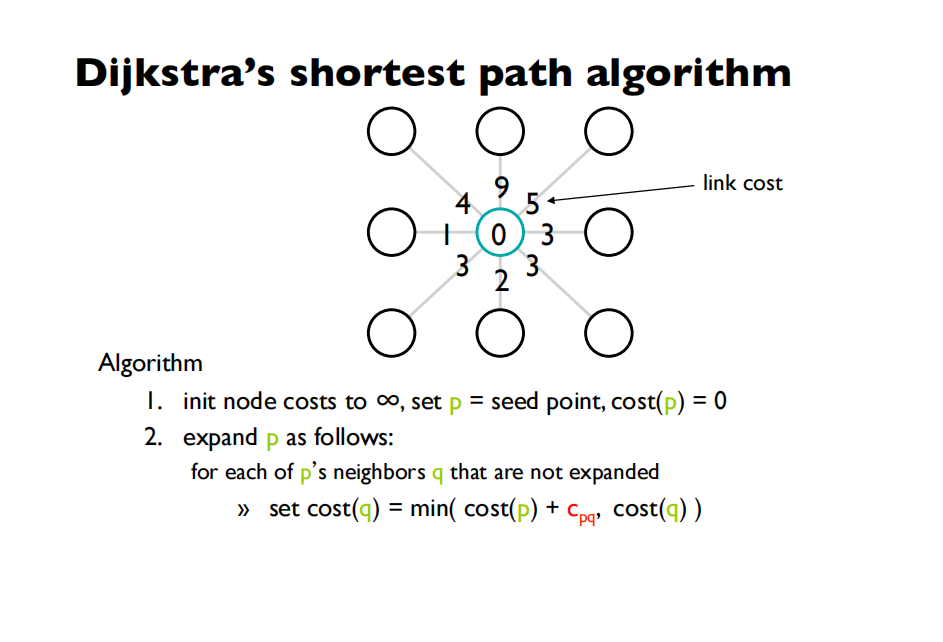 Dijkstra’s shortest path algorithm
link cost
9
4
5
1
0
3
3
3
2
Algorithm
1. init node costs to ∞, set p = seed point, cost(p) = 0
2. expand p as follows:
for each of p’s neighbors q that are not expanded
» set cost(q) = min( cost(p) + cpq, cost(q) )